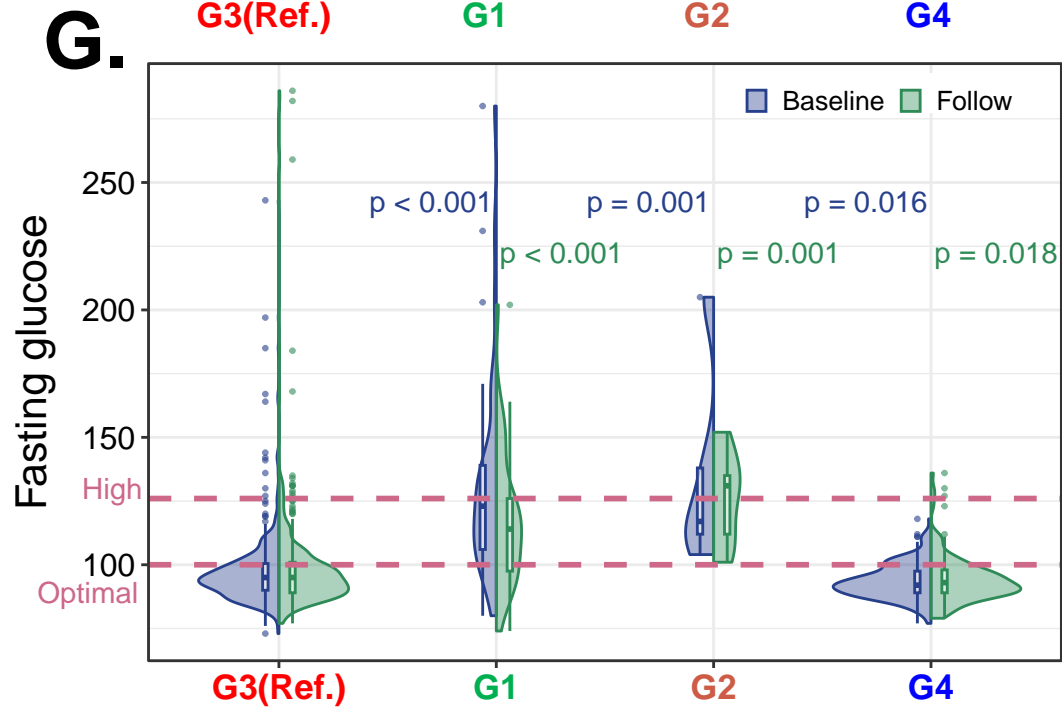 G3(Ref.) G1 G2 G4
G.
Baseline Follow
250
p < 0.001 p = 0.001 p = 0.016
p < 0.001 p = 0.001 p = 0.018
200
Fasting glucose
150
High
100
Optimal
G3(Ref.) G1 G2 G4